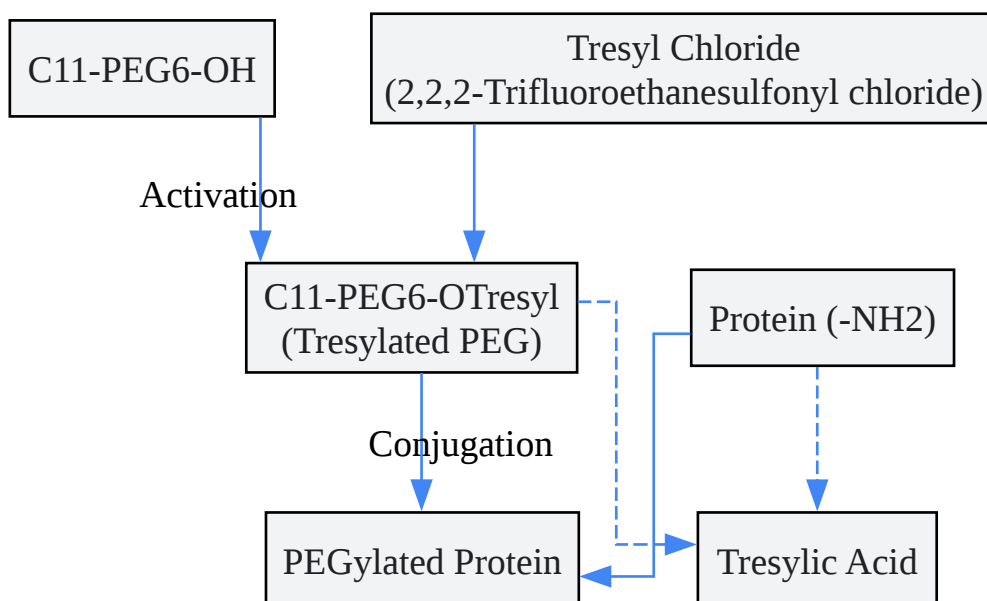 C11-PEG6-OH
Tresyl Chloride
(2,2,2-Trifluoroethanesulfonyl chloride)
Activation
C11-PEG6-OTresyl
(Tresylated PEG)
Protein (-NH2)
Conjugation
PEGylated Protein
Tresylic Acid